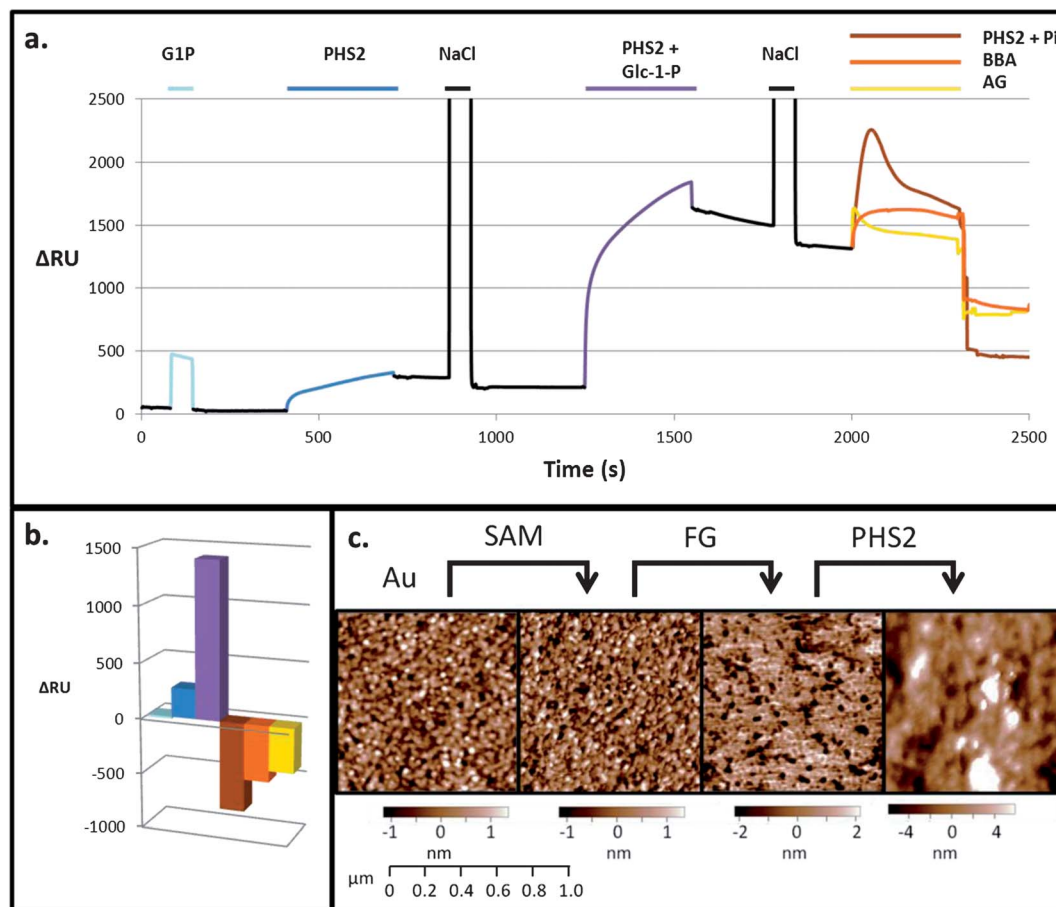 a.
G1P
PHS2
NaCl
PHS2 +
Glc-1-P
NaCl
PHS2 + Pi
BBA
AG
2500
2000
1500
1000
500
0
ΔRU
0 500 1000 1500 2000 2500
Time (s)
b.
1500
1000
500
0
-500
-1000
ΔRU
c.
SAM FG PHS2
Au
-1 0 1
nm
-1 0 1
nm
-2 0 2
nm
-4 0 4
nm
μm
0 0.2 0.4 0.6 0.8 1.0